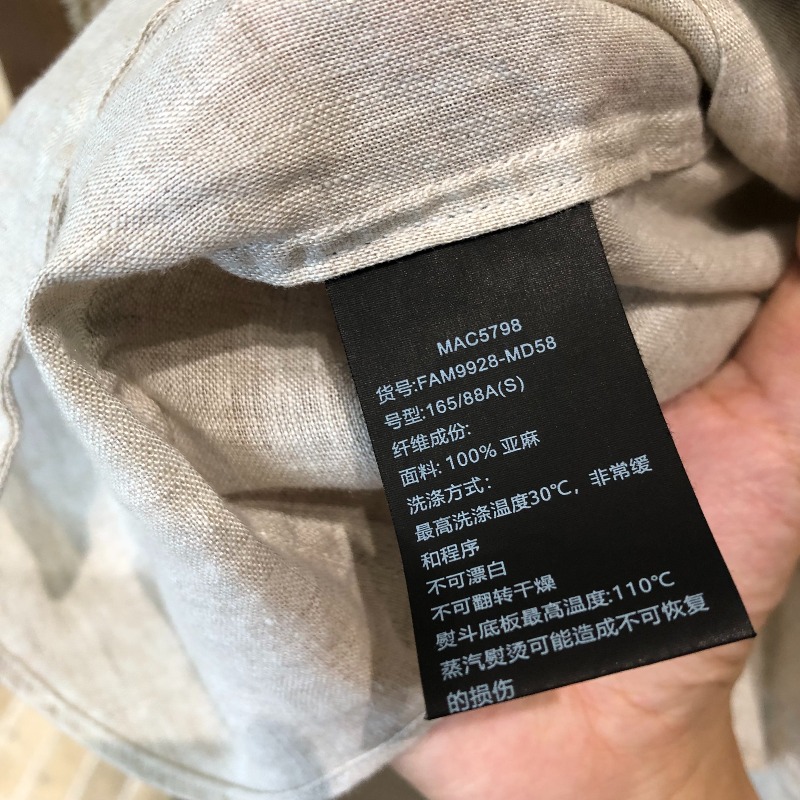 MAC5798
货号:FAM9928-MD58
号型:165/88A(S)
纤维成份:
面料: 100% 亚麻
洗涤方式:
最高洗涤温度30℃，非常缓
和程序
不可漂白
不可翻转干燥
熨斗底板最高温度:110℃
蒸汽熨烫可能造成不可恢复
的损伤